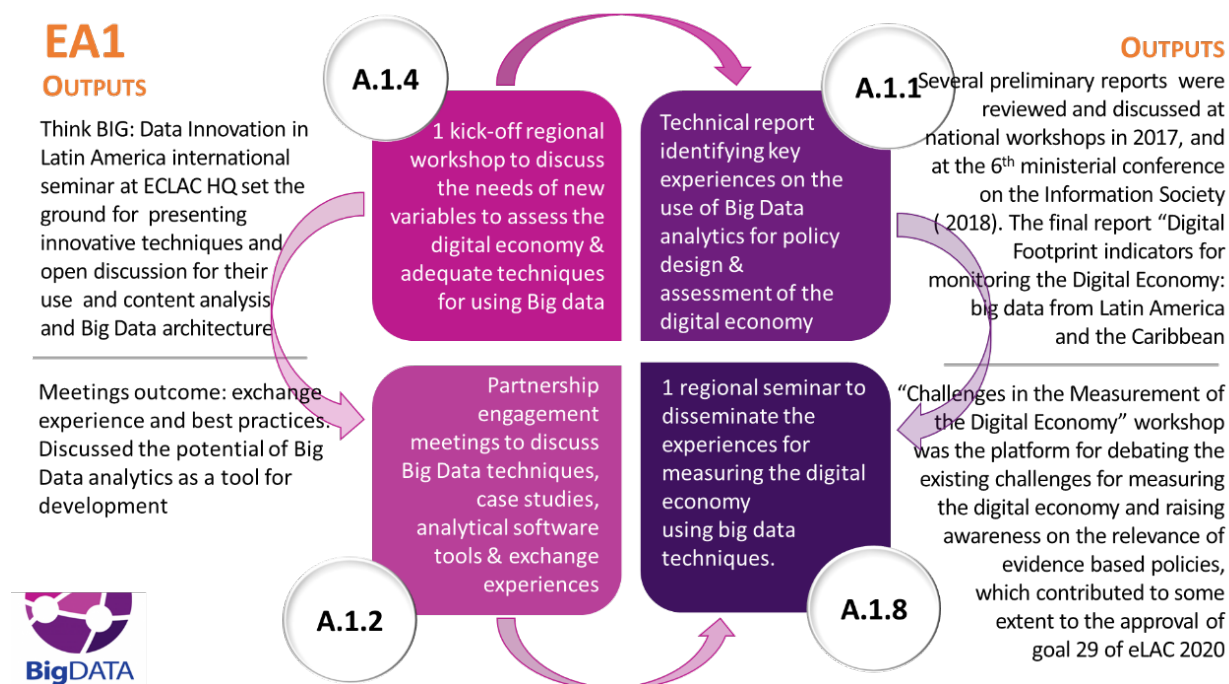 EA1
OUTPUTS
Think BIG: Data Innovation in
Latin America international
seminar at ECLAC HQ set the
ground for presenting
innovative techniques and
open discussion for their
use and content analysis
and Big Data architecture
Meetings outcome: exchange
experience and best practices.
Discussed the potential of Big
Data analytics as a tool for
development
BigDATA
A.1.4
1 kick-off regional
workshop to discuss
the needs of new
variables to assess the
digital economy &
adequate techniques
for using Big data
A.1.1
Technical report
identifying key
experiences on the
use of Big Data
analytics for policy
design &
assessment of the
digital economy
Partnership
engagement
meetings to discuss
Big Data techniques,
case studies,
analytical software
tools & exchange
experiences
A.1.2
1 regional seminar to
disseminate the
experiences for
measuring the digital
economy
using big data
techniques.
A.1.8
OUTPUTS
Several preliminary reports were
reviewed and discussed at
national workshops in 2017, and
at the 6th ministerial conference
on the Information Society
( 2018). The final report “Digital
Footprint indicators for
monitoring the Digital Economy:
big data from Latin America
and the Caribbean
“Challenges in the Measurement of
the Digital Economy” workshop
was the platform for debating the
existing challenges for measuring
the digital economy and raising
awareness on the relevance of
evidence based policies,
which contributed to some
extent to the approval of
goal 29 of eLAC 2020